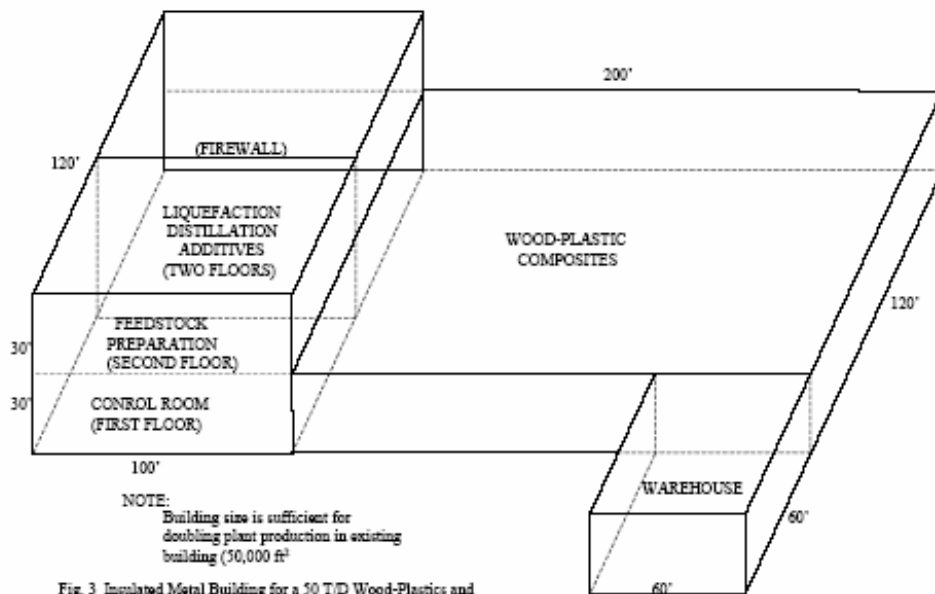 200'
120'
(FIREWALL)
LIQUEFACTION
DISTILLATION
ADDITIVES
(TWO FLOORS)
WOOD-PLASTIC
COMPOSITES
120'
FEEDSTOCK
PREPARATION
(SECOND FLOOR)
30'
30'
CONROL ROOM
(FIRST FLOOR)
100'
WAREHOUSE
60'
60'
NOTE:
Building size is sufficient for
doubling plant production in existing
building (50,000 ft²
Fig. 3 Insulated Metal Building for a 50 T/D Wood-Plastics and